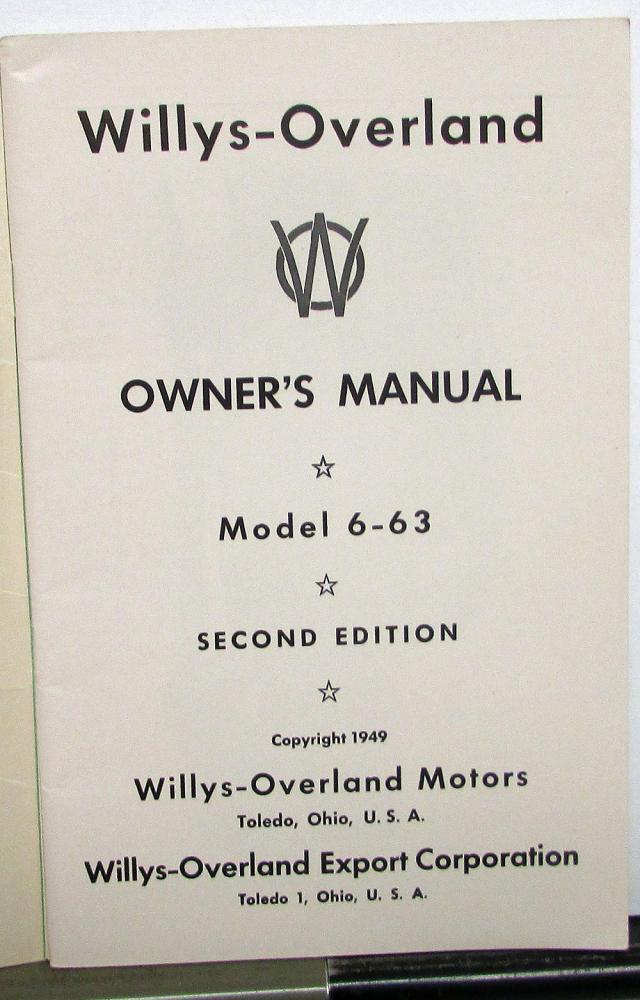 Willys-Overland
WO
OWNER'S MANUAL
Model 6-63
SECOND EDITION
Copyright 1949
Willys-Overland Motors
Toledo, Ohio, U. S. A.
Willys-Overland Export Corporation
Toledo 1, Ohio, U. S. A.